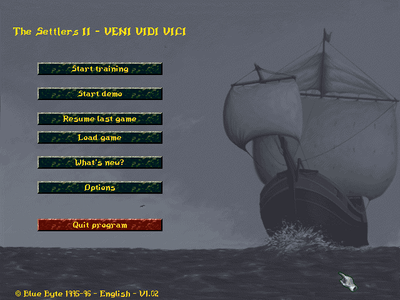 The Settlers II - VENI VIDI VICI
Start training
Start demo
Resume last game
Load game
What's new?
Options
Quit program
© Blue Byte 1995-96 - English - V1.02